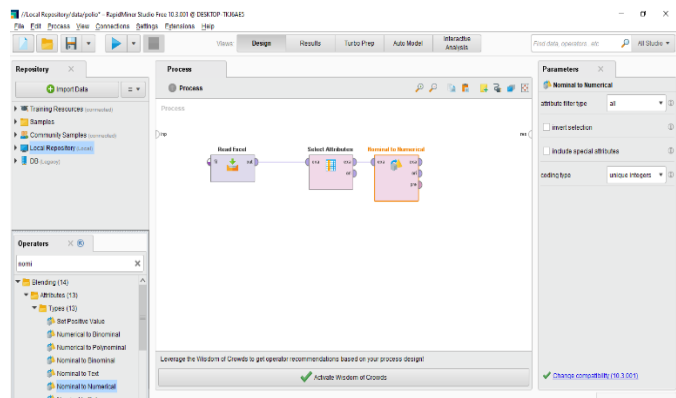 //Local Repository/data/polio* - RapidMiner Studio Free 10.3.001 @ DESKTOP-TKJ6AE5
File Edit Process View Connections Settings Extensions Help
Views: Design Results Turbo Prep Auto Model Interactive Analysis
Find data, operators...etc All Studio
Repository
Import Data
Training Resources (connected)
Samples
Community Samples (connected)
Local Repository (Local)
DB (Legacy)
Operators
nomi
Blending (14)
Attributes (13)
Types (13)
Set Positive Value
Numerical to Binominal
Numerical to Polynominal
Nominal to Binominal
Nominal to Text
Nominal to Numerical
Process
Process
Process
inp
res
Read Excel
Select Attributes
Nominal to Numerical
exa exa
ori
exa exa
ori
pre
Leverage the Wisdom of Crowds to get operator recommendations based on your process design!
Activate Wisdom of Crowds
Parameters
Nominal to Numerical
attribute filter type all
invert selection
include special attributes
coding type unique integers
Change compatibility (10.3.001)